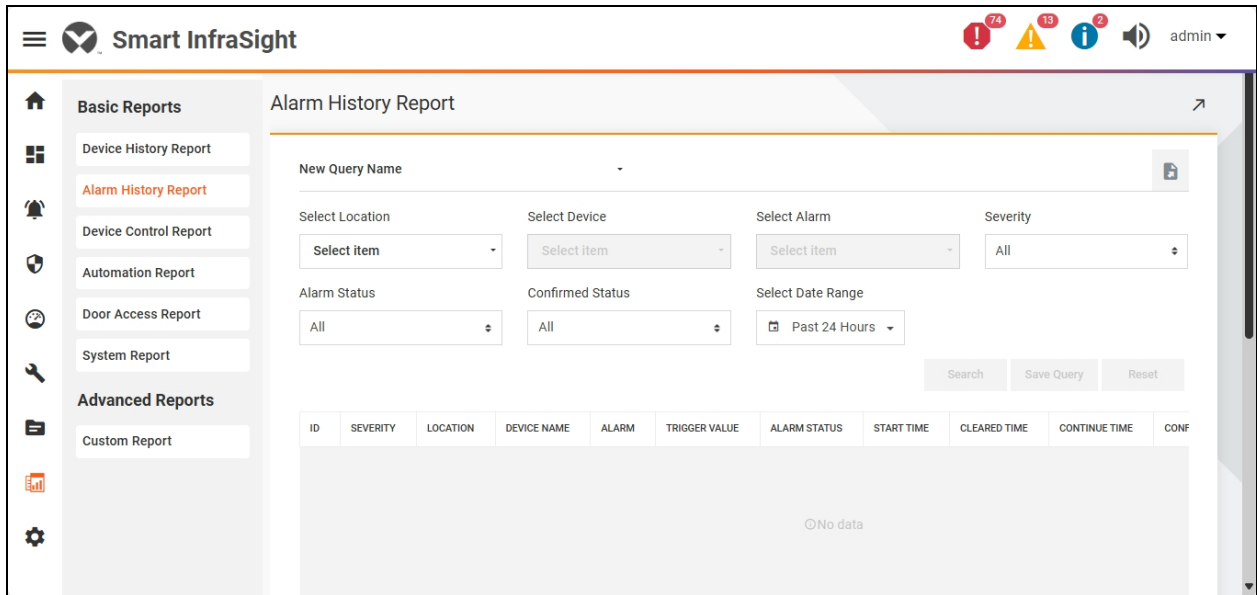 Smart InfraSight
74
13
2
admin
Basic Reports
Device History Report
Alarm History Report
Device Control Report
Automation Report
Door Access Report
System Report
Advanced Reports
Custom Report
Alarm History Report
New Query Name
Select Location
Select Device
Select Alarm
Severity
Select item
Select item
Select item
All
Alarm Status
Confirmed Status
Select Date Range
All
All
Past 24 Hours
Search
Save Query
Reset
ID SEVERITY LOCATION DEVICE NAME ALARM TRIGGER VALUE ALARM STATUS START TIME CLEARED TIME CONTINUE TIME CONF
No data